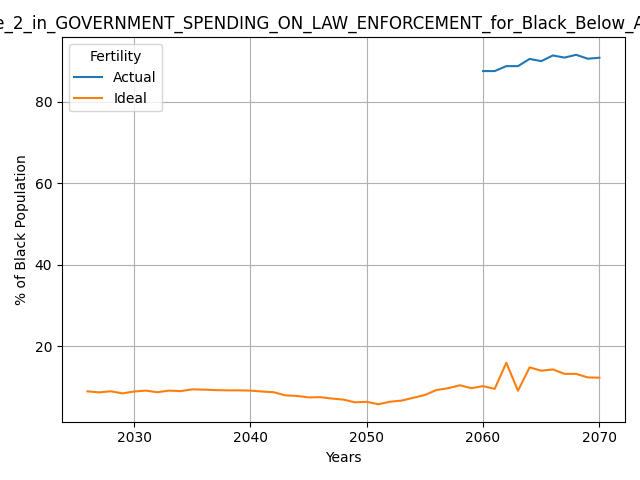 e_2_in_GOVERNMENT_SPENDING_ON_LAW_ENFORCEMENT_for_Black_Below_A
Fertility
Actual
Ideal
% of Black Population
80
60
40
20
2030 2040 2050 2060 2070
Years